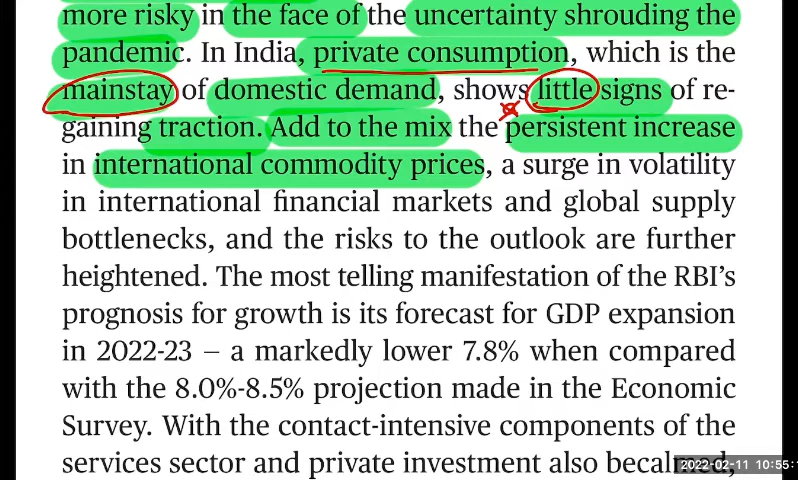 more risky in the face of the uncertainty shrouding the
pandemic. In India, private consumption, which is the
mainstay of domestic demand, shows little signs of re-
gaining traction. Add to the mix the persistent increase
in international commodity prices, a surge in volatility
in international financial markets and global supply
bottlenecks, and the risks to the outlook are further
heightened. The most telling manifestation of the RBI’s
prognosis for growth is its forecast for GDP expansion
in 2022-23 – a markedly lower 7.8% when compared
with the 8.0%-8.5% projection made in the Economic
Survey. With the contact-intensive components of the
services sector and private investment also becalmed,
2022-02-11 10:55: